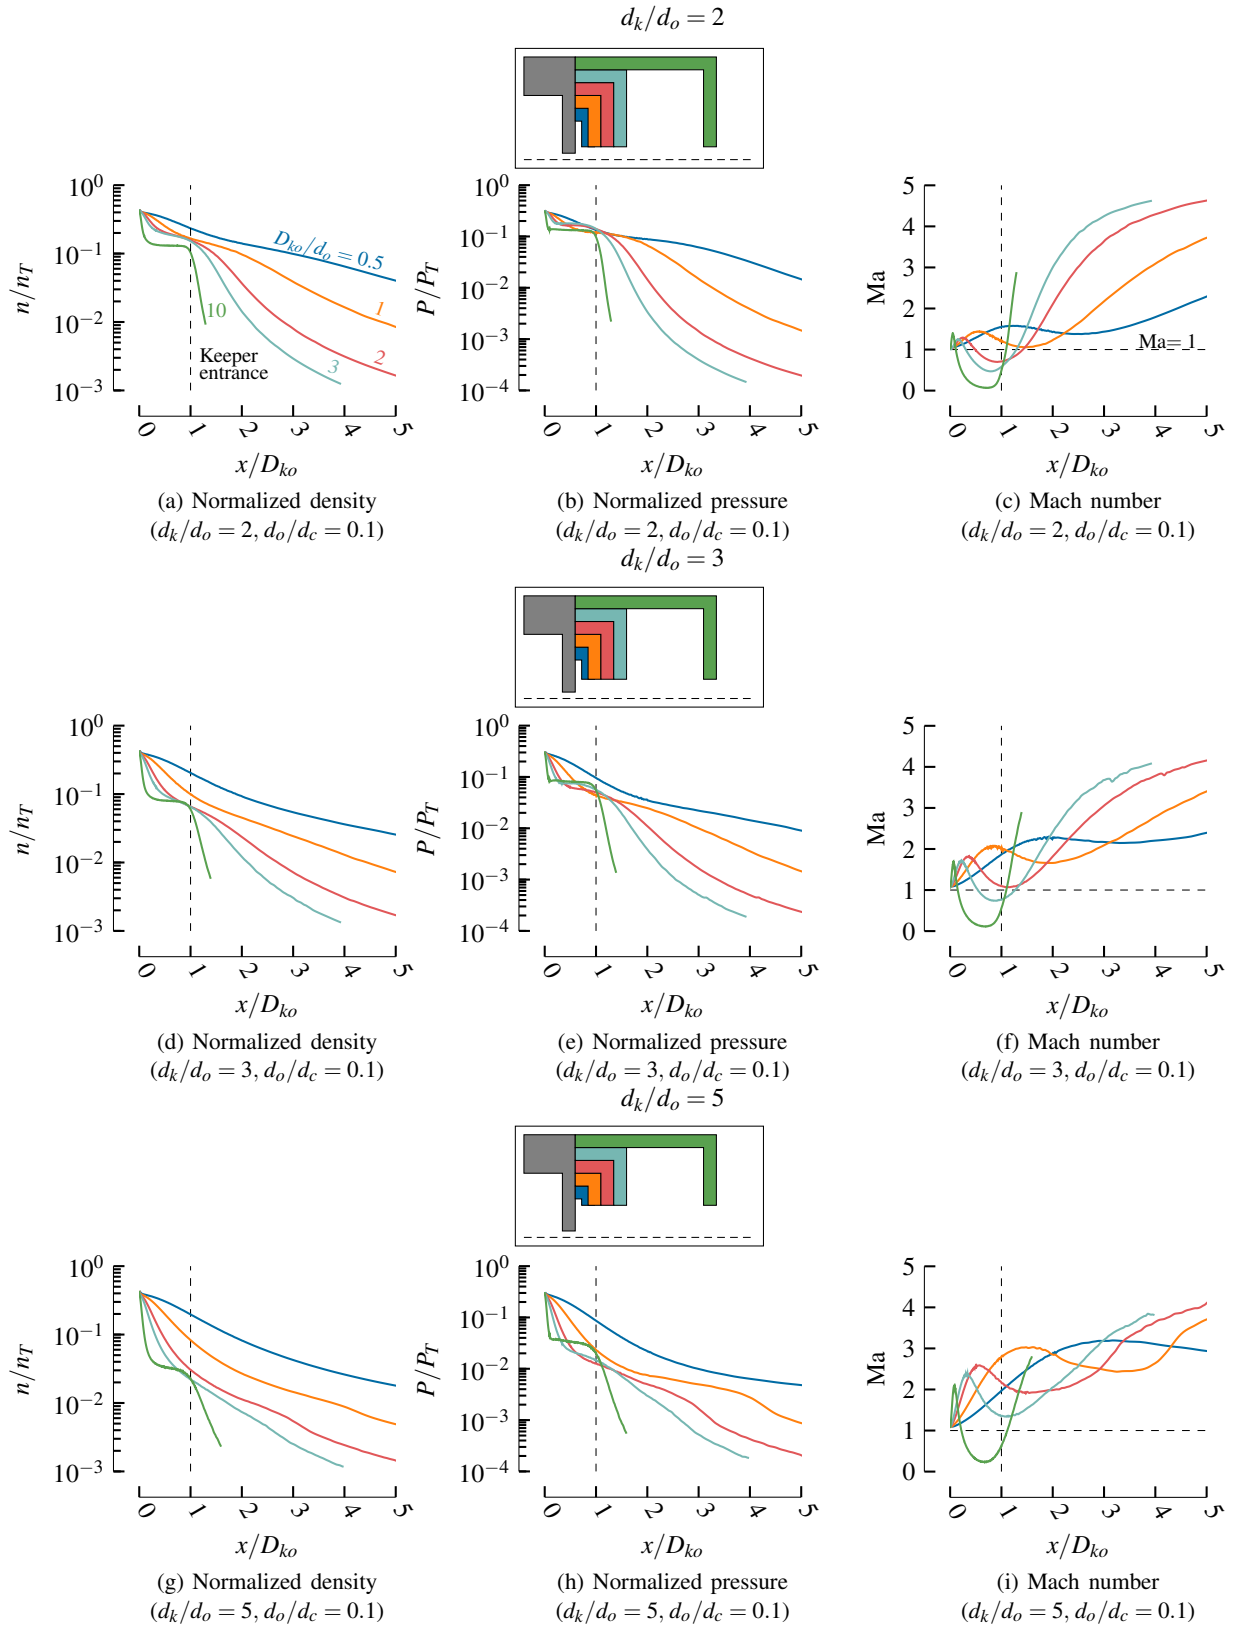 d_k/d_o = 2
10^0
10^−1
10^−2
10^−3
n/n_T
D_ko/d_o = 0.5
1
2
3
10
Keeper
entrance
0 1 2 3 4 5
x/D_ko
(a) Normalized density
(d_k/d_o = 2, d_o/d_c = 0.1)
10^0
10^−1
10^−2
10^−3
10^−4
P/P_T
0 1 2 3 4 5
x/D_ko
(b) Normalized pressure
(d_k/d_o = 2, d_o/d_c = 0.1)
5
4
3
2
1
0
Ma
Ma= 1
0 1 2 3 4 5
x/D_ko
(c) Mach number
(d_k/d_o = 2, d_o/d_c = 0.1)
d_k/d_o = 3
10^0
10^−1
10^−2
10^−3
n/n_T
0 1 2 3 4 5
x/D_ko
(d) Normalized density
(d_k/d_o = 3, d_o/d_c = 0.1)
10^0
10^−1
10^−2
10^−3
10^−4
P/P_T
0 1 2 3 4 5
x/D_ko
(e) Normalized pressure
(d_k/d_o = 3, d_o/d_c = 0.1)
5
4
3
2
1
0
Ma
0 1 2 3 4 5
x/D_ko
(f) Mach number
(d_k/d_o = 3, d_o/d_c = 0.1)
d_k/d_o = 5
10^0
10^−1
10^−2
10^−3
n/n_T
0 1 2 3 4 5
x/D_ko
(g) Normalized density
(d_k/d_o = 5, d_o/d_c = 0.1)
10^0
10^−1
10^−2
10^−3
10^−4
P/P_T
0 1 2 3 4 5
x/D_ko
(h) Normalized pressure
(d_k/d_o = 5, d_o/d_c = 0.1)
5
4
3
2
1
0
Ma
0 1 2 3 4 5
x/D_ko
(i) Mach number
(d_k/d_o = 5, d_o/d_c = 0.1)